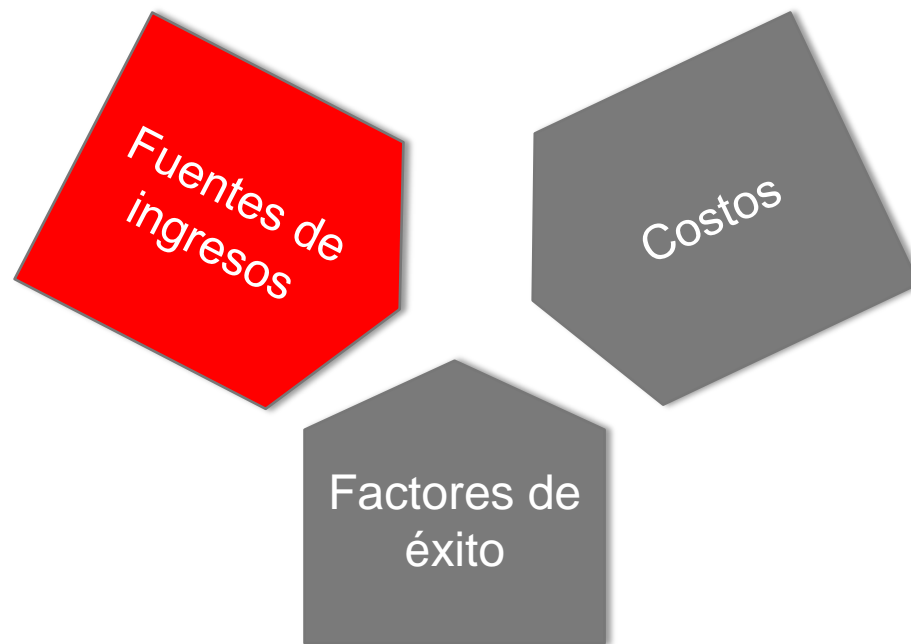 Fuentes de
ingresos
Costos
Factores de
éxito